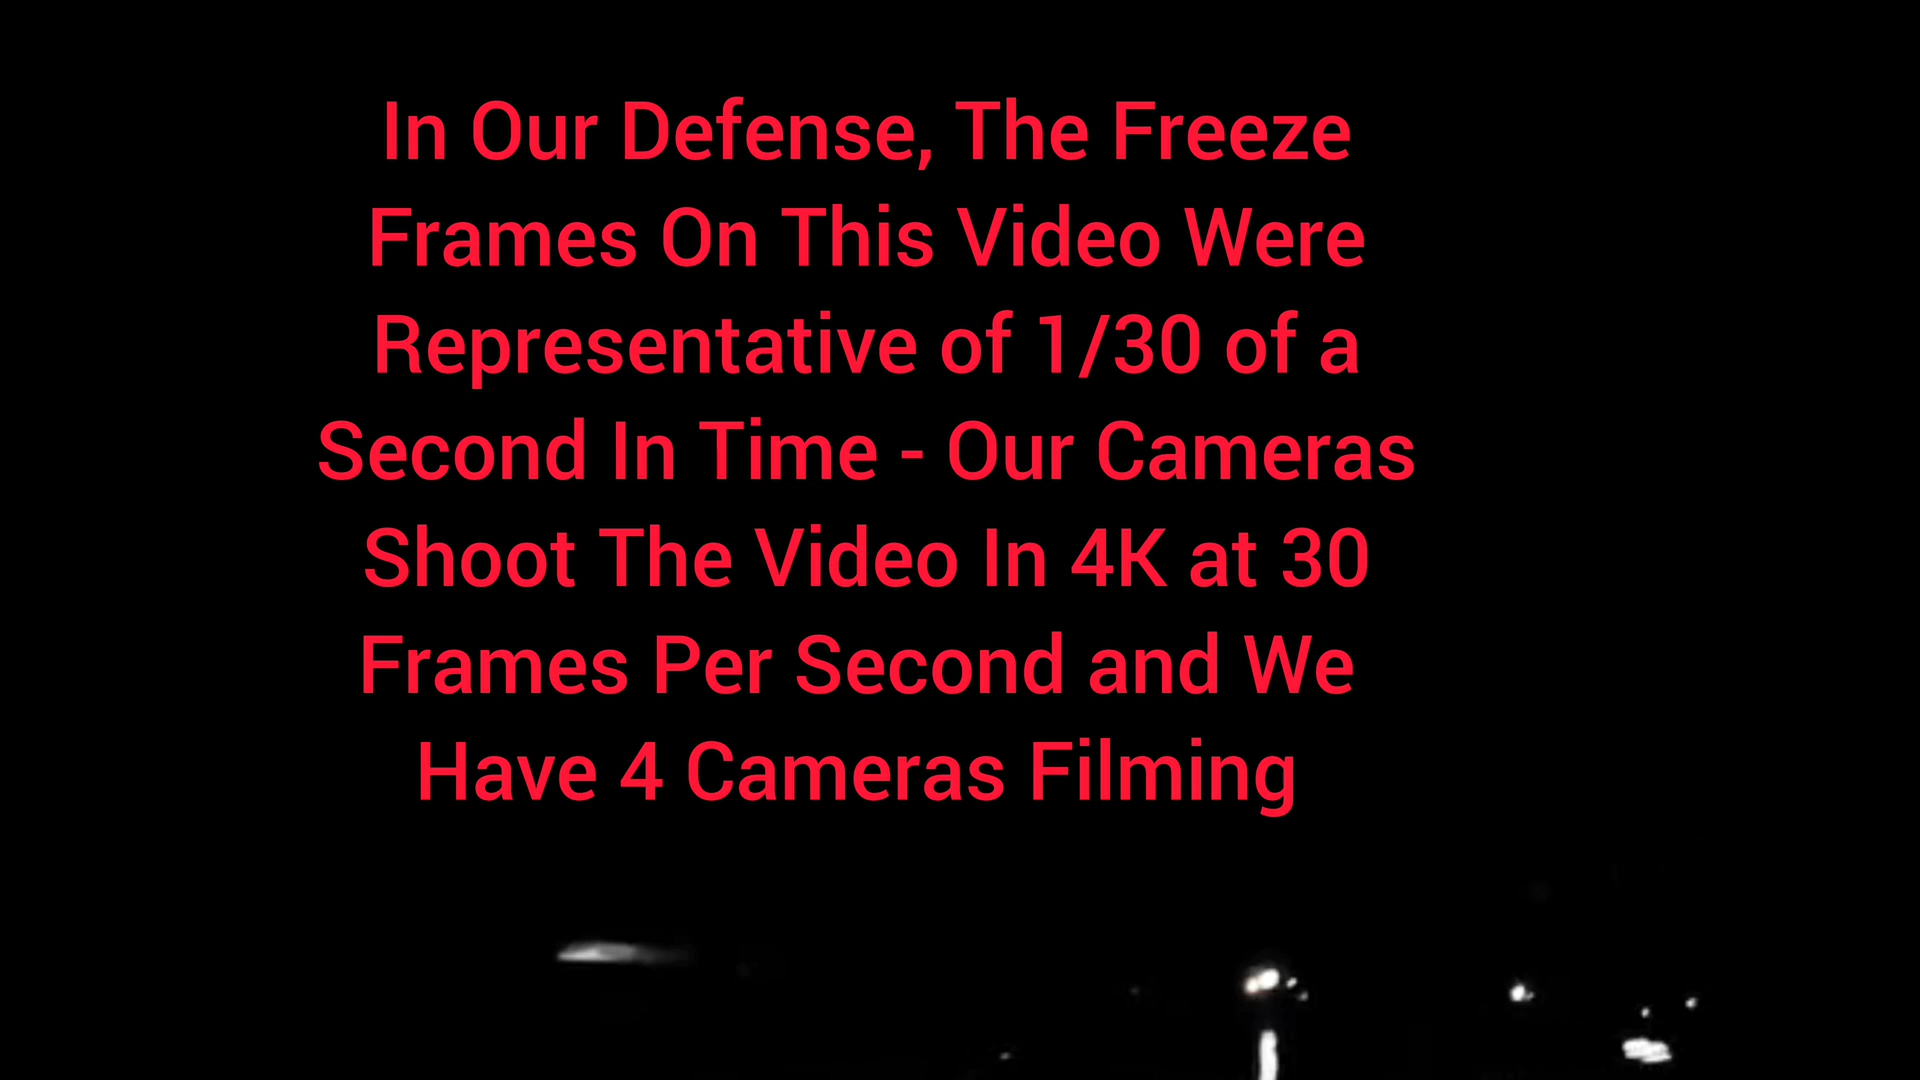 In Our Defense, The Freeze
Frames On This Video Were
Representative of 1/30 of a
Second In Time - Our Cameras
Shoot The Video In 4K at 30
Frames Per Second and We
Have 4 Cameras Filming